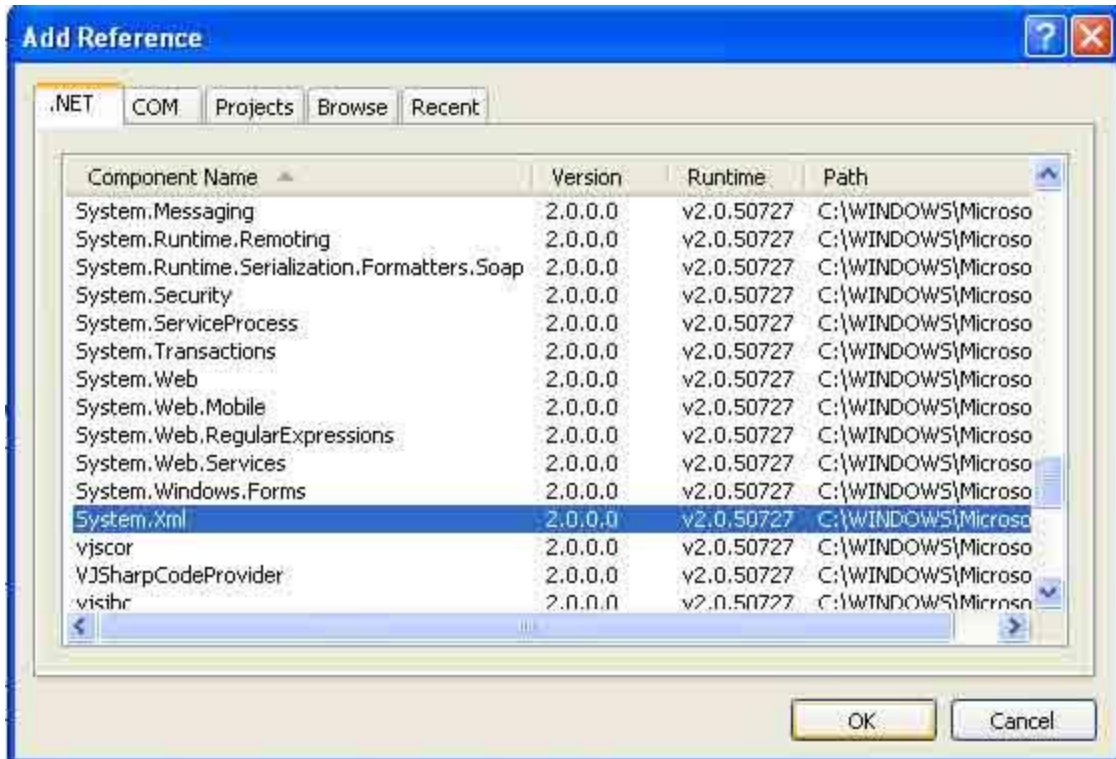 Add Reference
.NET COM Projects Browse Recent
Component Name Version Runtime Path
System.Messaging 2.0.0.0 v2.0.50727 C:\WINDOWS\Microso
System.Runtime.Remoting 2.0.0.0 v2.0.50727 C:\WINDOWS\Microso
System.Runtime.Serialization.Formatters.Soap 2.0.0.0 v2.0.50727 C:\WINDOWS\Microso
System.Security 2.0.0.0 v2.0.50727 C:\WINDOWS\Microso
System.ServiceProcess 2.0.0.0 v2.0.50727 C:\WINDOWS\Microso
System.Transactions 2.0.0.0 v2.0.50727 C:\WINDOWS\Microso
System.Web 2.0.0.0 v2.0.50727 C:\WINDOWS\Microso
System.Web.Mobile 2.0.0.0 v2.0.50727 C:\WINDOWS\Microso
System.Web.RegularExpressions 2.0.0.0 v2.0.50727 C:\WINDOWS\Microso
System.Web.Services 2.0.0.0 v2.0.50727 C:\WINDOWS\Microso
System.Windows.Forms 2.0.0.0 v2.0.50727 C:\WINDOWS\Microso
System.Xml 2.0.0.0 v2.0.50727 C:\WINDOWS\Microso
vjscor 2.0.0.0 v2.0.50727 C:\WINDOWS\Microso
VJSharpCodeProvider 2.0.0.0 v2.0.50727 C:\WINDOWS\Microso
2.0.0.0 v2.0.50727 C:\WINDOWS\Microso
OK Cancel